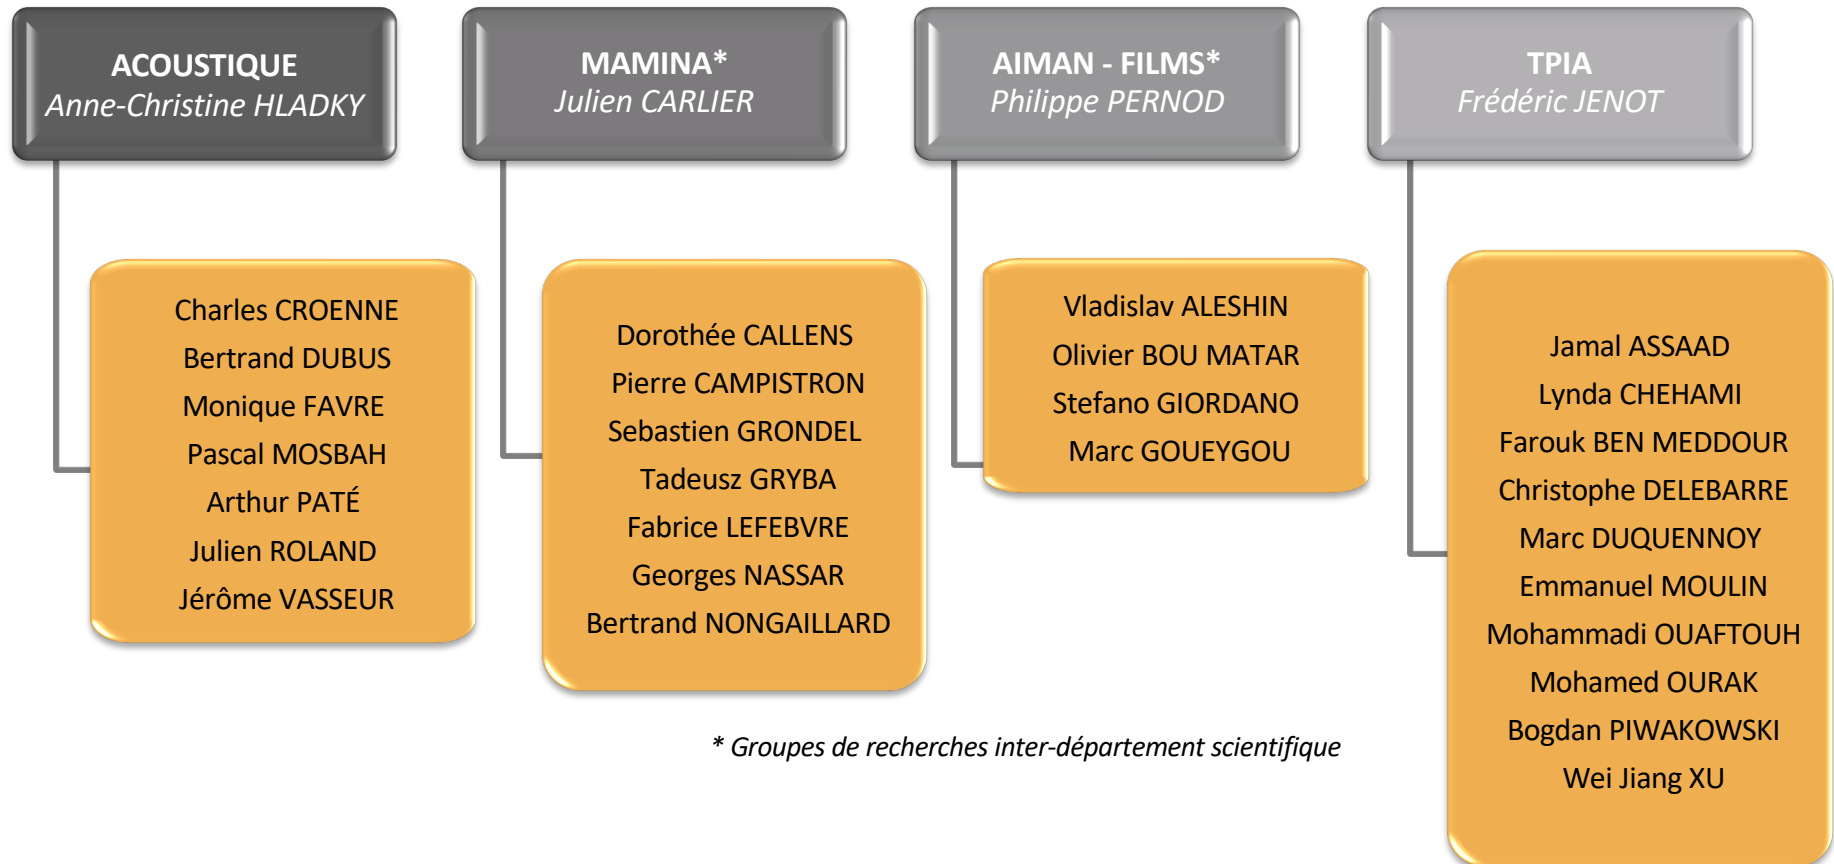 ACOUSTIQUE
Anne-Christine HLADKY
Charles CROENNE
Bertrand DUBUS
Monique FAVRE
Pascal MOSBAH
Arthur PATÉ
Julien ROLAND
Jérôme VASSEUR
MAMINA*
Julien CARLIER
Dorothée CALLENS
Pierre CAMPISTRON
Sebastien GRONDEL
Tadeusz GRYBA
Fabrice LEFEBVRE
Georges NASSAR
Bertrand NONGAILLARD
AIMAN - FILMS*
Philippe PERNOD
Vladislav ALESHIN
Olivier BOU MATAR
Stefano GIORDANO
Marc GOUEYGOU
TPIA
Frédéric JENOT
Jamal ASSAAD
Lynda CHEHAMI
Farouk BEN MEDDOUR
Christophe DELEBARRE
Marc DUQUENNOY
Emmanuel MOULIN
Mohammadi OUAFTOUH
Mohamed OURAK
Bogdan PIWAKOWSKI
Wei Jiang XU
* Groupes de recherches inter-département scientifique